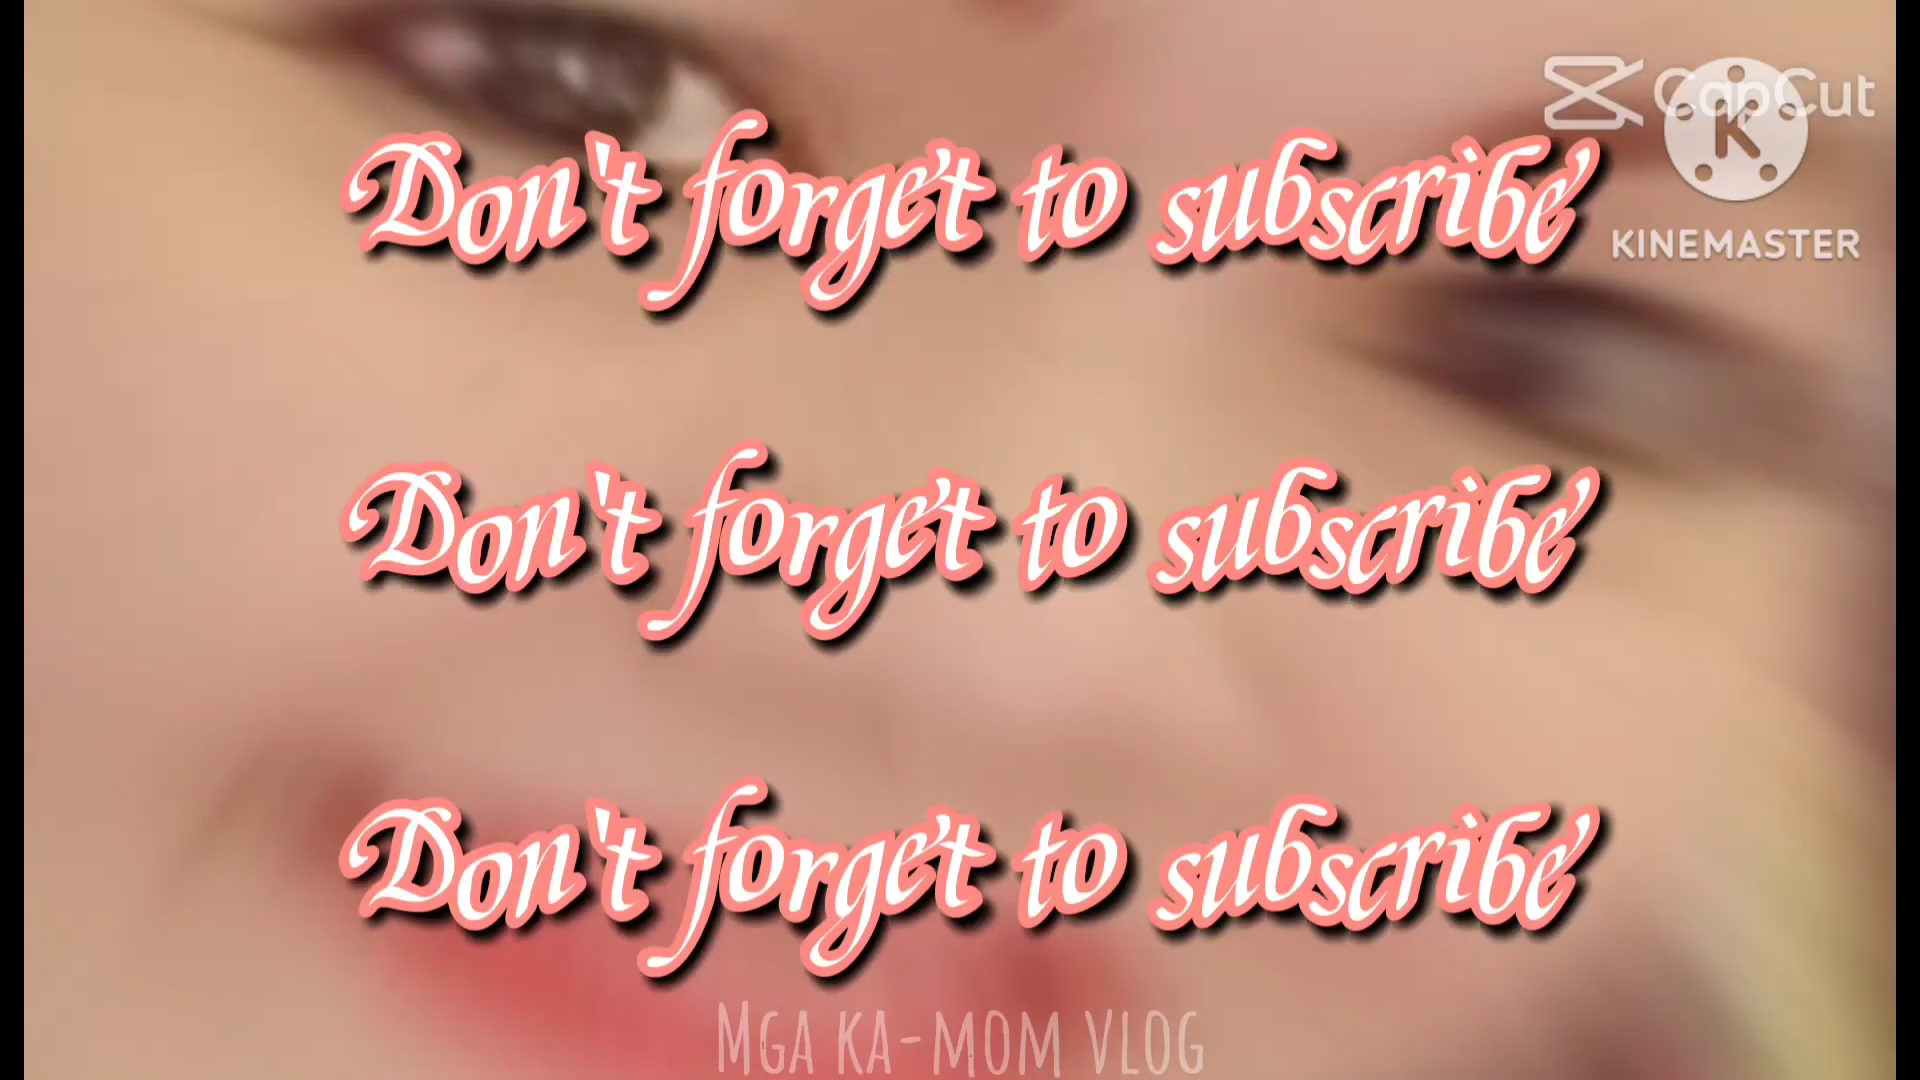 CapCut
K
KINEMASTER
Don't forget to subscribe
Don't forget to subscribe
Don't forget to subscribe
MGA KA-MOM VLOG